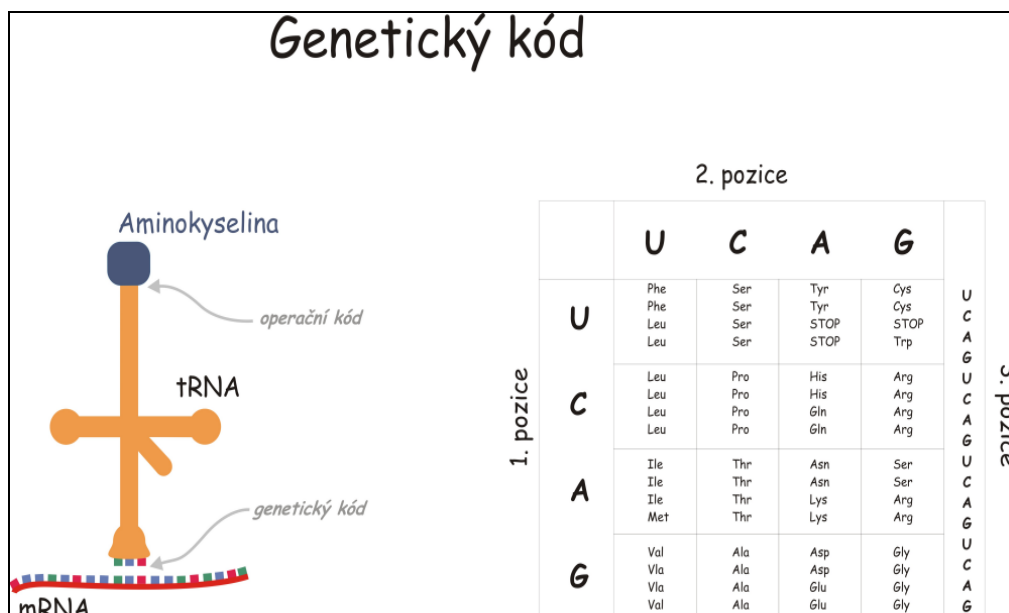 Genetický kód
Aminokyselina
operační kód
tRNA
genetický kód
mRNA
2. pozice
1. pozice
3. pozice
U C A G
U
Phe Ser Tyr Cys U
Phe Ser Tyr Cys C
Leu Ser STOP STOP A
Leu Ser STOP Trp G
C
Leu Pro His Arg U
Leu Pro His Arg C
Leu Pro Gln Arg A
Leu Pro Gln Arg G
A
Ile Thr Asn Ser U
Ile Thr Asn Ser C
Ile Thr Lys Arg A
Met Thr Lys Arg G
G
Val Ala Asp Gly U
Vla Ala Asp Gly C
Vla Ala Glu Gly A
Val Ala Glu Gly G